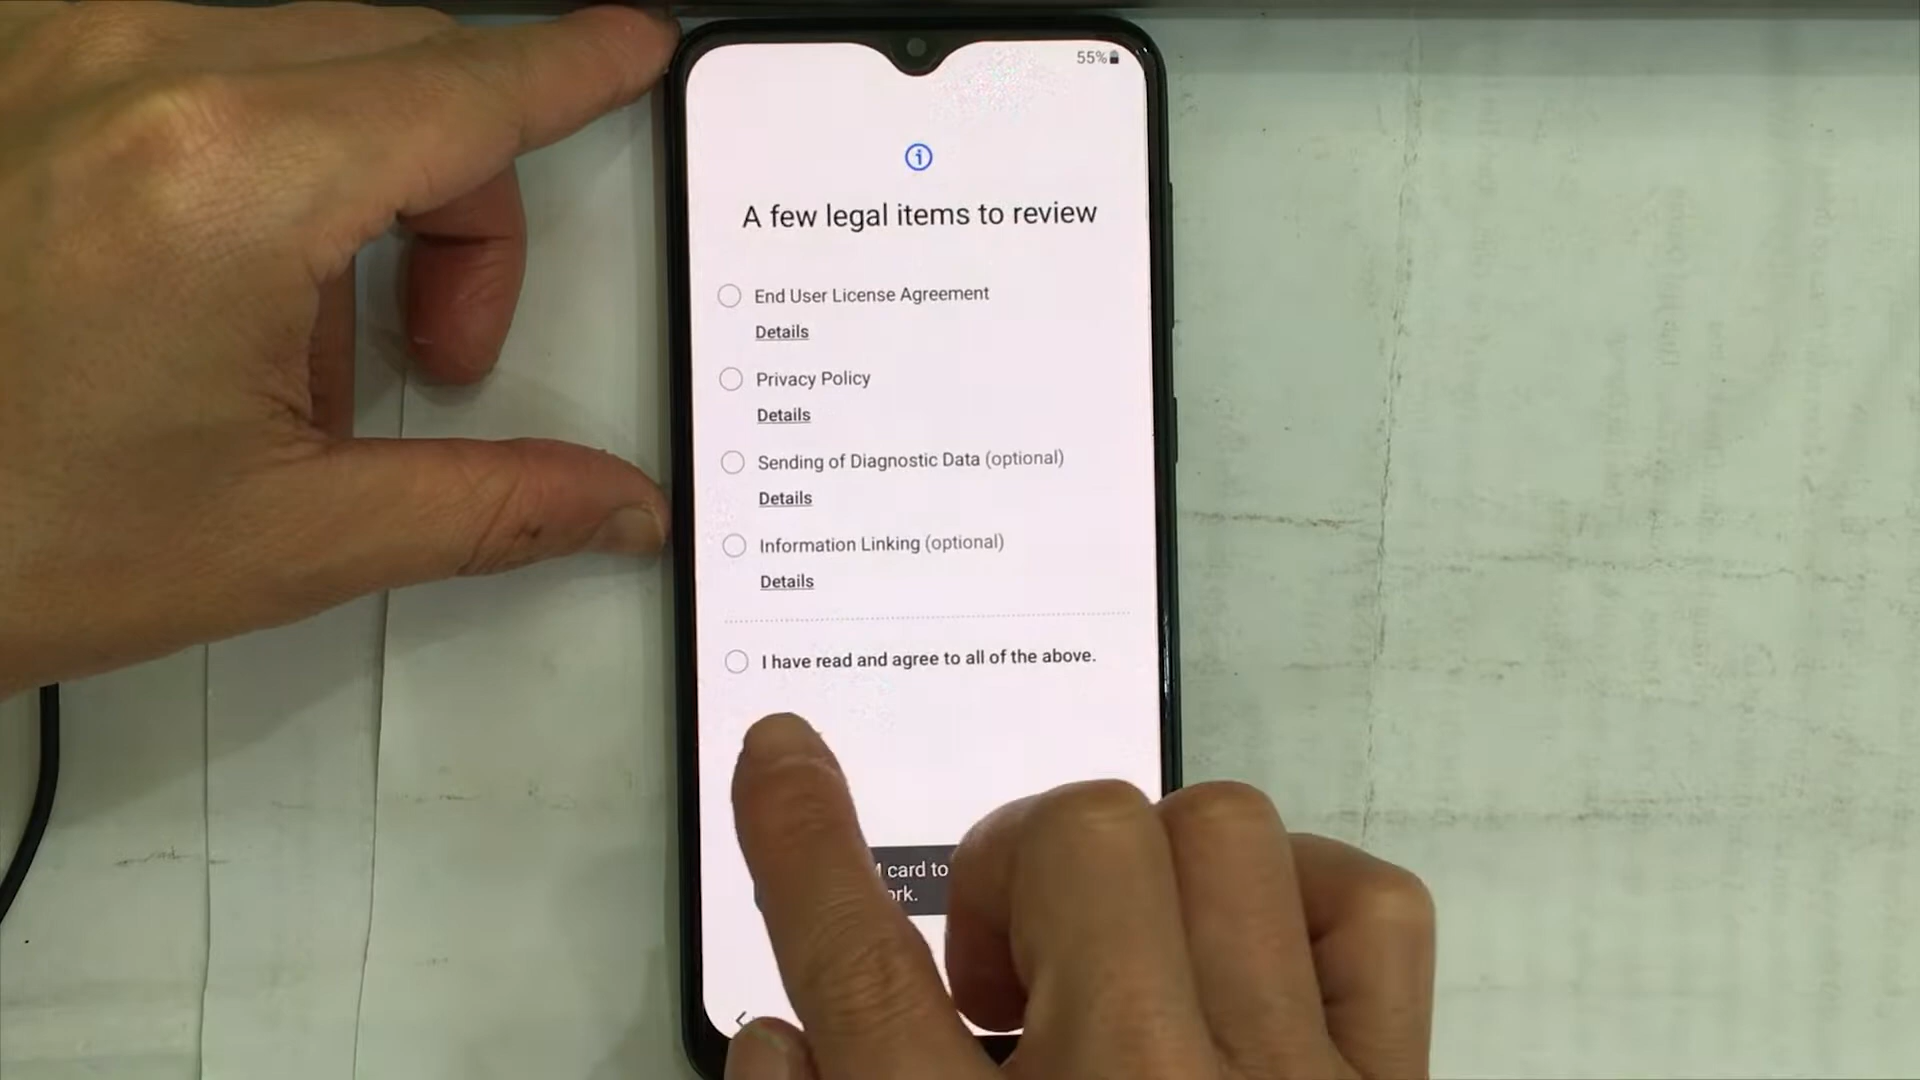 55%
A few legal items to review
End User License Agreement
Details
Privacy Policy
Details
Sending of Diagnostic Data (optional)
Details
Information Linking (optional)
Details
I have read and agree to all of the above.
card to